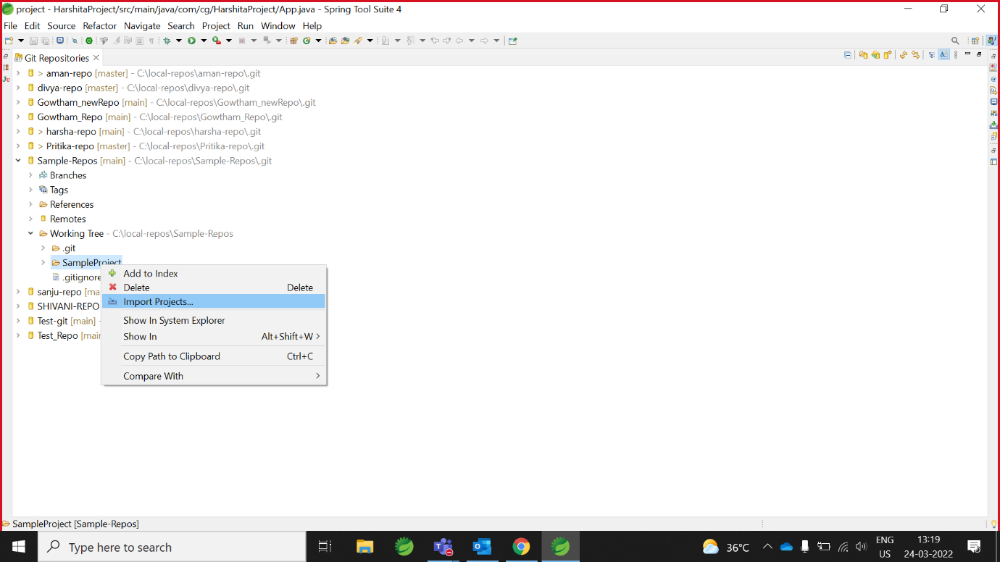 project - HarshitaProject/src/main/java/com/cg/HarshitaProject/App.java - Spring Tool Suite 4
File Edit Source Refactor Navigate Search Project Run Window Help
Git Repositories
> aman-repo [master] - C:\local-repos\aman-repo\.git
divya-repo [master] - C:\local-repos\divya-repo\.git
Gowtham_newRepo [main] - C:\local-repos\Gowtham_newRepo\.git
Gowtham_Repo [main] - C:\local-repos\Gowtham_Repo\.git
> harsha-repo [main] - C:\local-repos\harsha-repo\.git
> Pritika-repo [master] - C:\local-repos\Pritika-repo\.git
Sample-Repos [main] - C:\local-repos\Sample-Repos\.git
Branches
Tags
References
Remotes
Working Tree - C:\local-repos\Sample-Repos
.git
SampleProject
.gitignore
sanju-repo [ma
SHIVANI-REPO
Test-git [main] -
Test_Repo [mai
Add to Index
Delete Delete
Import Projects...
Show In System Explorer
Show In Alt+Shift+W >
Copy Path to Clipboard Ctrl+C
Compare With >
SampleProject [Sample-Repos]
Type here to search
36°C
ENG
US
13:19
24-03-2022